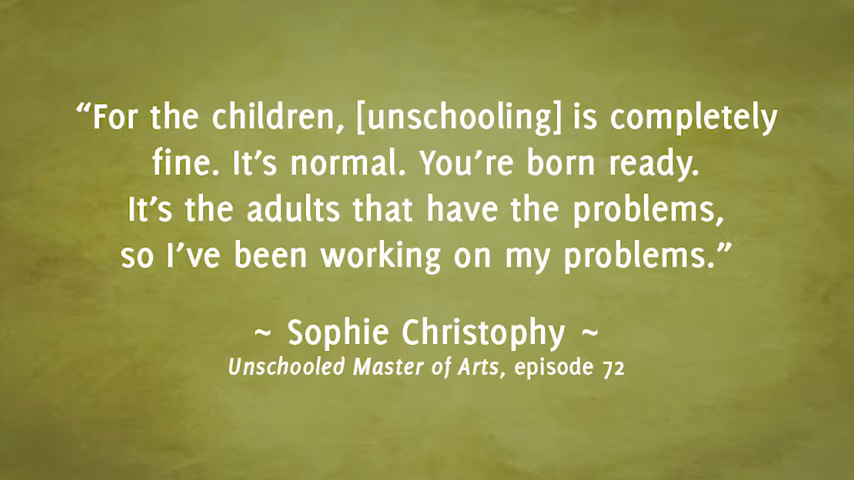 “For the children, [unschooling] is completely
fine. It’s normal. You’re born ready.
It’s the adults that have the problems,
so I’ve been working on my problems.”
~ Sophie Christophy ~
Unschooled Master of Arts, episode 72